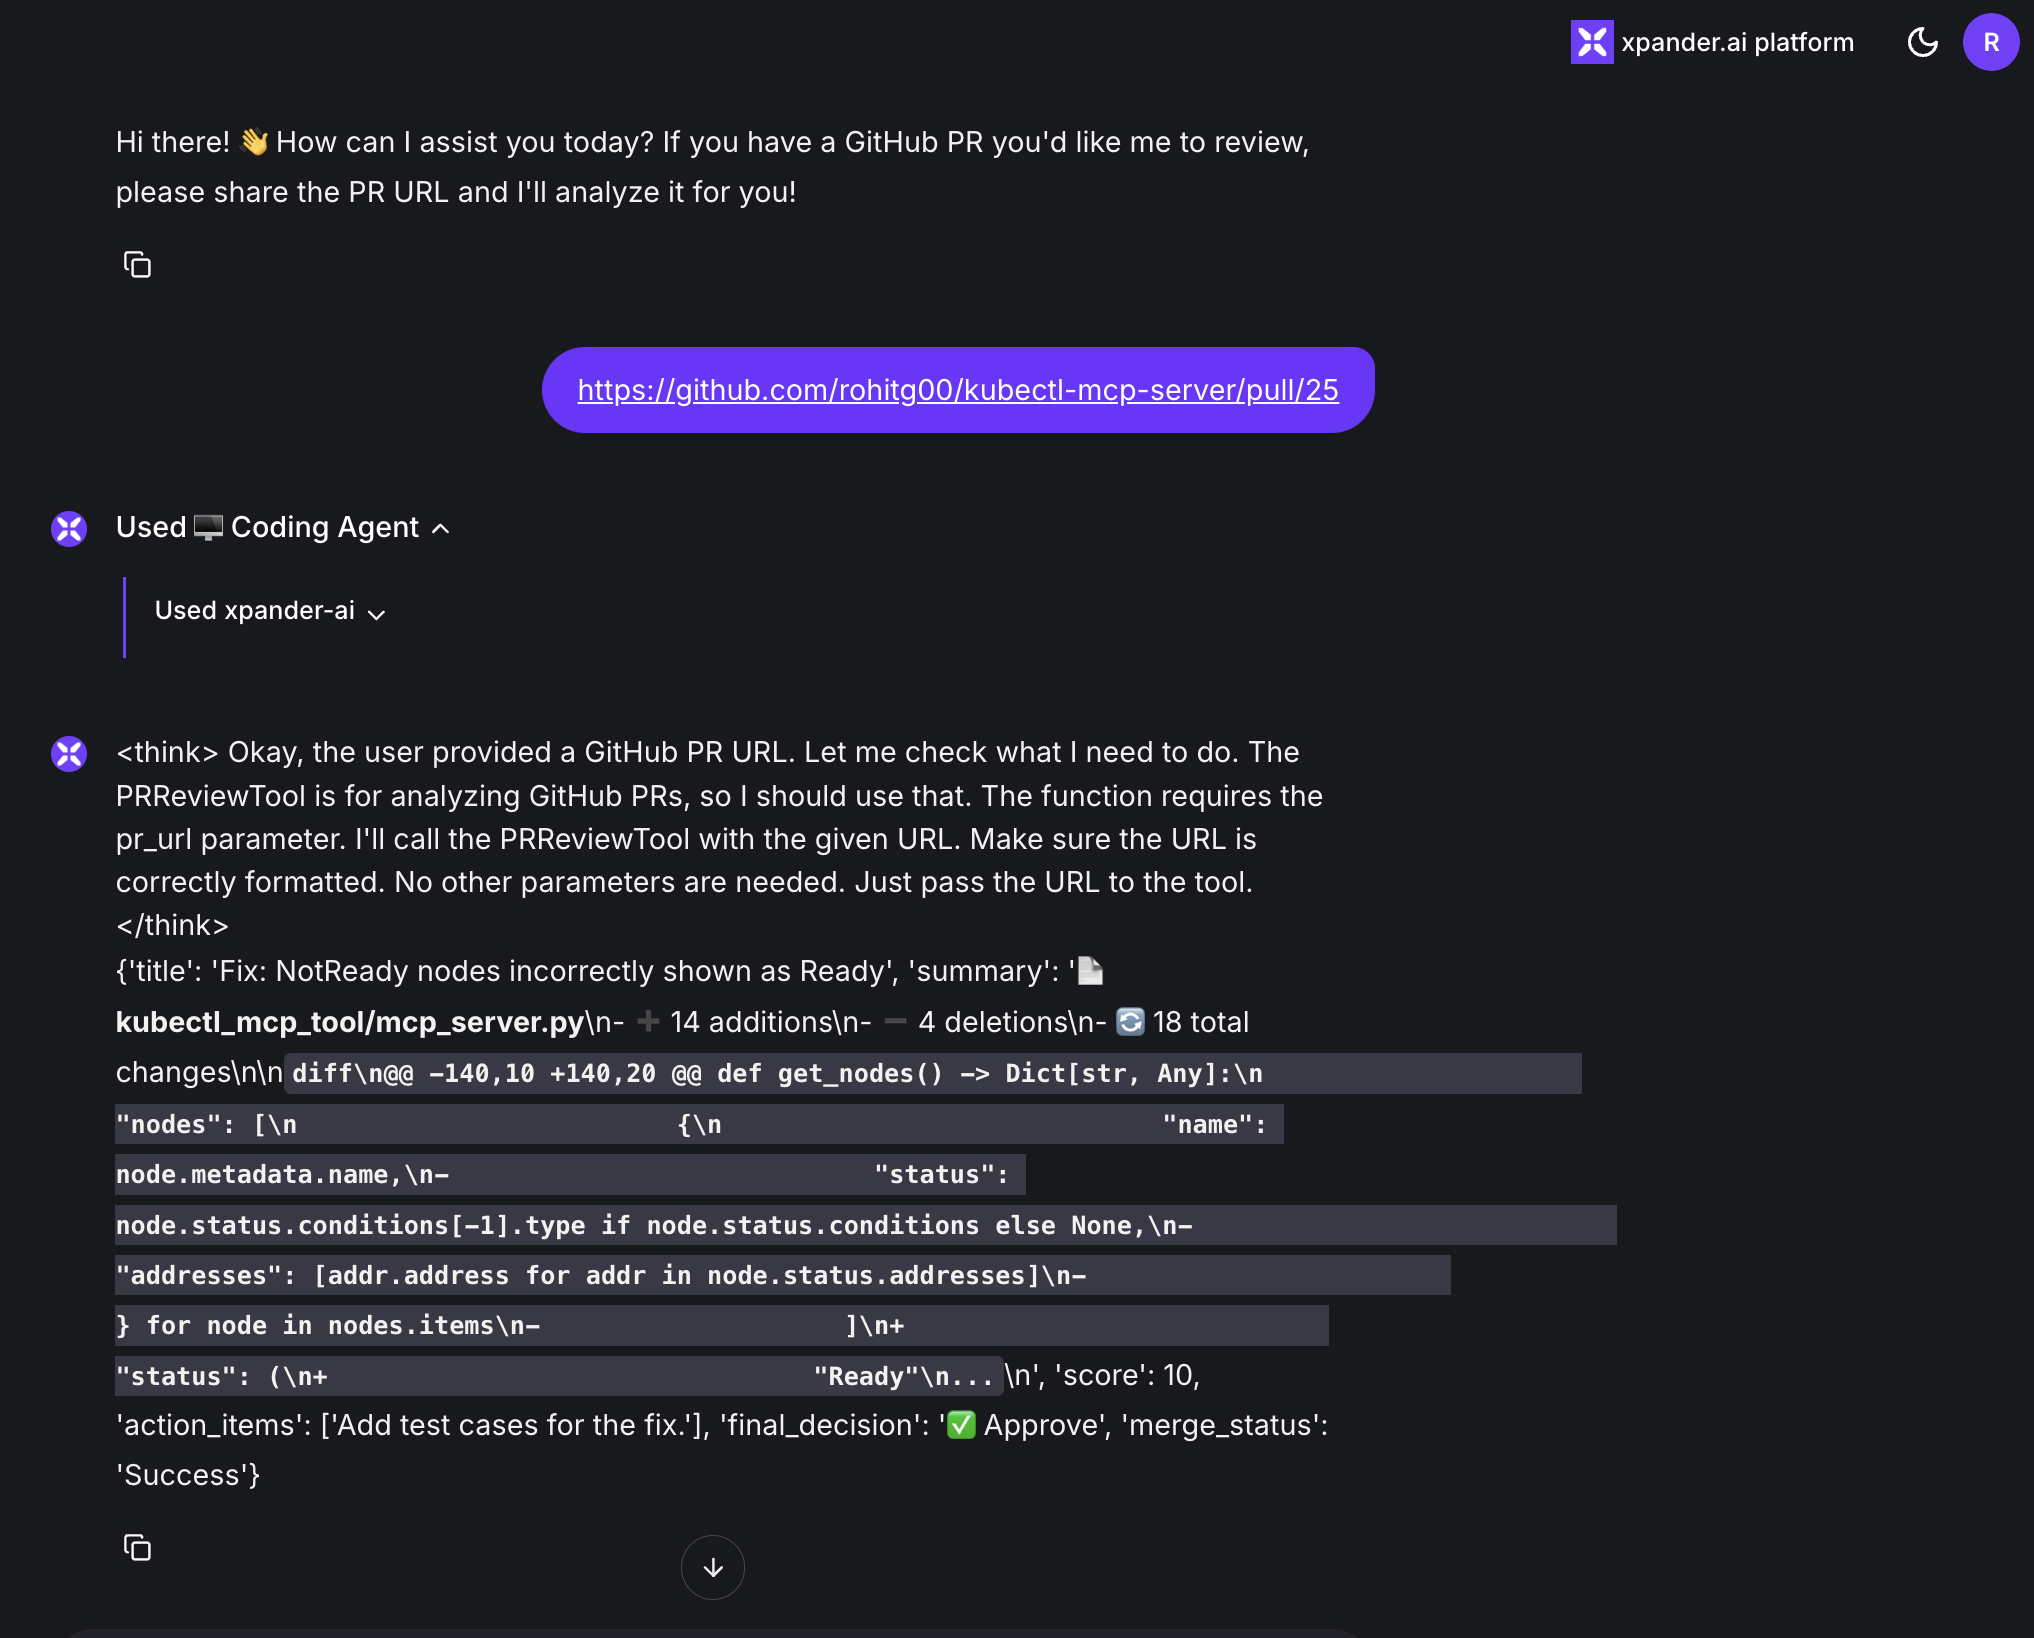 xpander.ai platform
R
Hi there! 👋 How can I assist you today? If you have a GitHub PR you'd like me to review,
please share the PR URL and I'll analyze it for you!
https://github.com/rohitg00/kubectl-mcp-server/pull/25
Used 🖥️ Coding Agent
Used xpander-ai
<think> Okay, the user provided a GitHub PR URL. Let me check what I need to do. The
PRReviewTool is for analyzing GitHub PRs, so I should use that. The function requires the
pr_url parameter. I'll call the PRReviewTool with the given URL. Make sure the URL is
correctly formatted. No other parameters are needed. Just pass the URL to the tool.
</think>
{'title': 'Fix: NotReady nodes incorrectly shown as Ready', 'summary': '📄
kubectl_mcp_tool/mcp_server.py\n- ➕ 14 additions\n- ➖ 4 deletions\n- 🔄 18 total
changes\n\ndiff\n@@ -140,10 +140,20 @@ def get_nodes() -> Dict[str, Any]:\n
"nodes": [\n                         {\n                             "name":
node.metadata.name,\n-                            "status":
node.status.conditions[-1].type if node.status.conditions else None,\n-
"addresses": [addr.address for addr in node.status.addresses]\n-
} for node in nodes.items\n-                    ]\n+
"status": (\n+                                "Ready"\n...\n', 'score': 10,
'action_items': ['Add test cases for the fix.'], 'final_decision': '✅ Approve', 'merge_status':
'Success'}